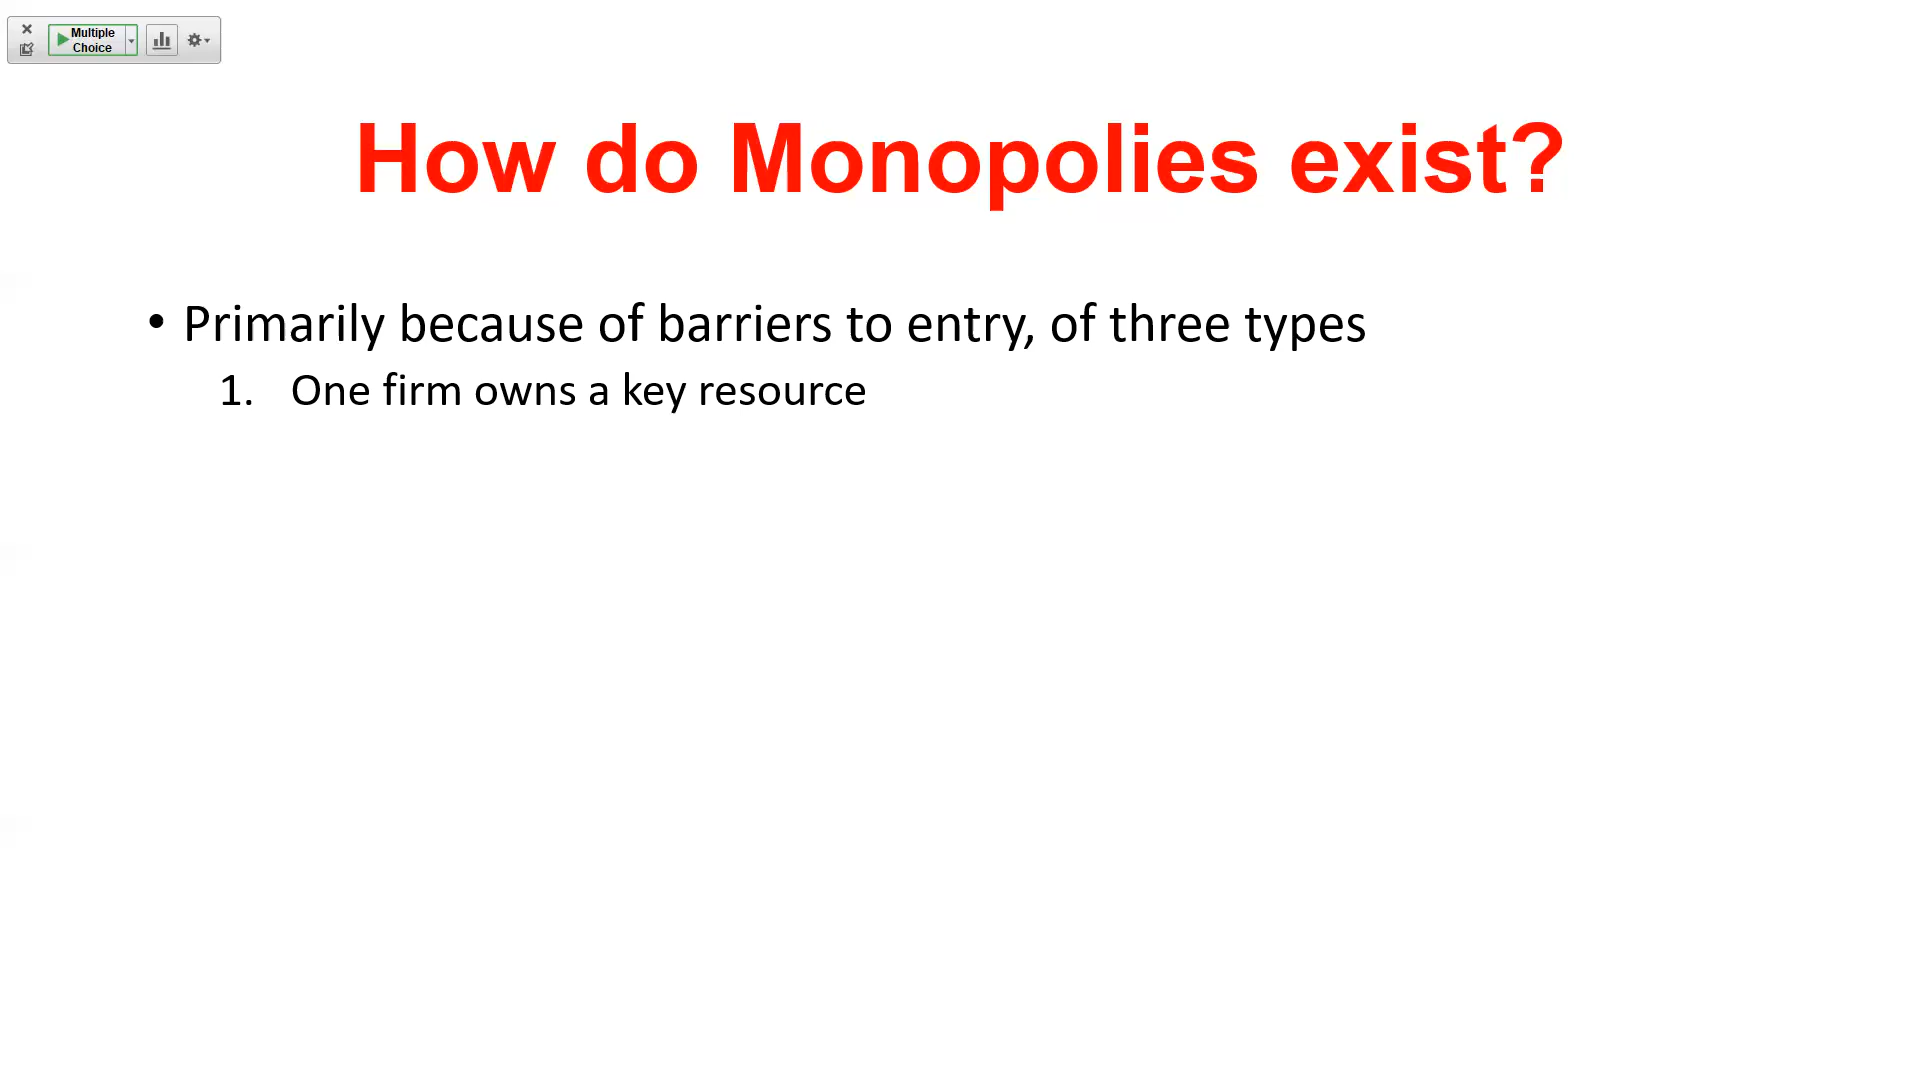 Multiple
Choice
How do Monopolies exist?
• Primarily because of barriers to entry, of three types
1. One firm owns a key resource